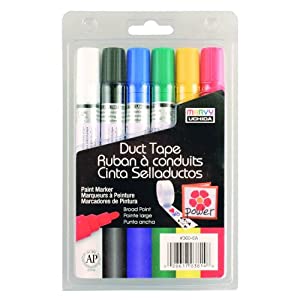 MARVY
UCHIDA
Duct Tape
Ruban à conduits
Cinta Sellaductos
Paint Marker
Marqueurs à Peinture
Marcadores de Pintura
Broad Point
Pointe large
Punta ancha
power
AP